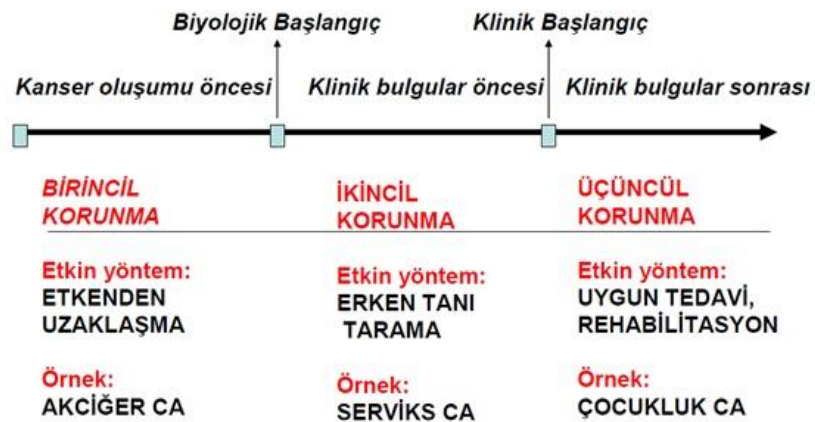 Biyolojik Başlangıç
Klinik Başlangıç
Kanser oluşumu öncesi
Klinik bulgular öncesi
Klinik bulgular sonrası
BİRİNCİL
KORUNMA
Etkin yöntem:
ETKENDEN
UZAKLAŞMA
Örnek:
AKCİĞER CA
İKİNCİL
KORUNMA
Etkin yöntem:
ERKEN TANI
TARAMA
Örnek:
SERVİKS CA
ÜÇÜNCÜL
KORUNMA
Etkin yöntem:
UYGUN TEDAVİ,
REHABİLİTASYON
Örnek:
ÇOCUKLUK CA